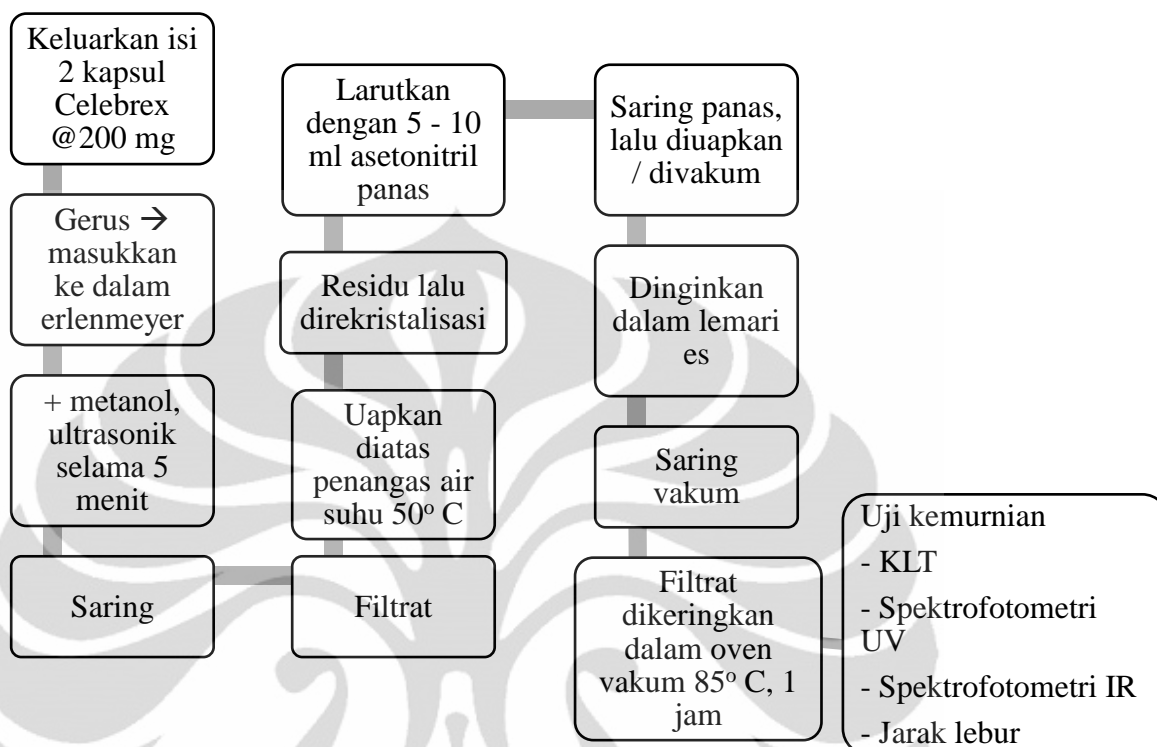 Keluarkan isi
2 kapsul
Celebrex
@200 mg
Gerus →
masukkan
ke dalam
erlenmeyer
+ metanol,
ultrasonik
selama 5
menit
Saring
Filtrat
Uapkan
diatas
penangas air
suhu 50° C
Residu lalu
direkristalisasi
Larutkan
dengan 5 - 10
ml asetonitril
panas
Saring panas,
lalu diuapkan
/ divakum
Dinginkan
dalam lemari
es
Saring
vakum
Filtrat
dikeringkan
dalam oven
vakum 85° C, 1
jam
Uji kemurnian
- KLT
- Spektrofotometri
UV
- Spektrofotometri IR
- Jarak lebur